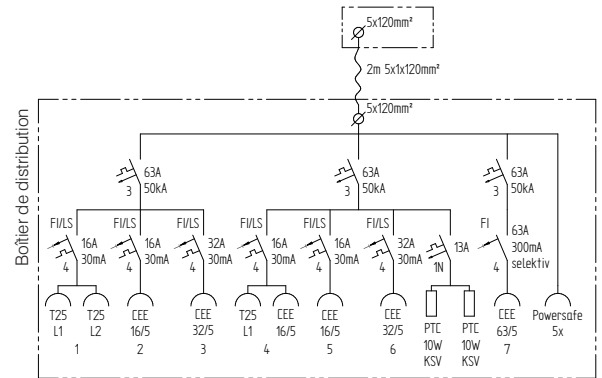 5x120mm²
2m 5x1x120mm²
5x120mm²
Boîtier de distribution
63A
50kA
3
63A
50kA
3
63A
50kA
3
FI/LS
16A
30mA
4
FI/LS
16A
30mA
4
FI/LS
32A
30mA
4
FI/LS
16A
30mA
4
FI/LS
16A
30mA
4
FI/LS
32A
30mA
4
13A
1N
FI
63A
300mA
selektiv
4
T25
L1
T25
L2
CEE
16/5
CEE
32/5
T25
L1
CEE
16/5
CEE
16/5
CEE
32/5
PTC
10W
KSV
PTC
10W
KSV
CEE
63/5
Powersafe
5x
1
2
3
4
5
6
7